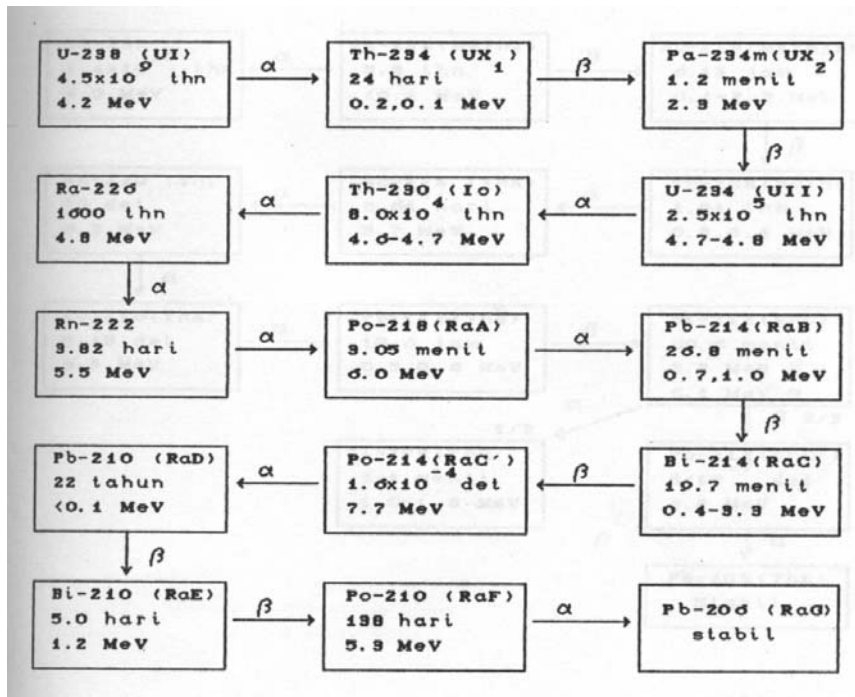 U-238 (UI)
4.5x10⁹ thn
4.2 MeV
α
Th-234 (UX₁)
24 hari
0.2,0.1 MeV
β
Pa-234m(UX₂)
1.2 menit
2.3 MeV
β
Ra-226
1600 thn
4.8 MeV
α
Th-230 (Io)
8.0x10⁴ thn
4.6-4.7 MeV
α
U-234 (UII)
2.5x10⁵ thn
4.7-4.8 MeV
α
Rn-222
3.82 hari
5.5 MeV
α
Po-218(RaA)
3.05 menit
6.0 MeV
α
Pb-214(RaB)
26.8 menit
0.7,1.0 MeV
β
Pb-210 (RaD)
22 tahun
<0.1 MeV
α
Po-214(RaC′)
1.6x10⁻⁴ det
7.7 MeV
β
Bi-214(RaC)
19.7 menit
0.4-3.3 MeV
β
Bi-210 (RaE)
5.0 hari
1.2 MeV
β
Po-210 (RaF)
138 hari
5.3 MeV
α
Pb-206 (RaG)
stabil